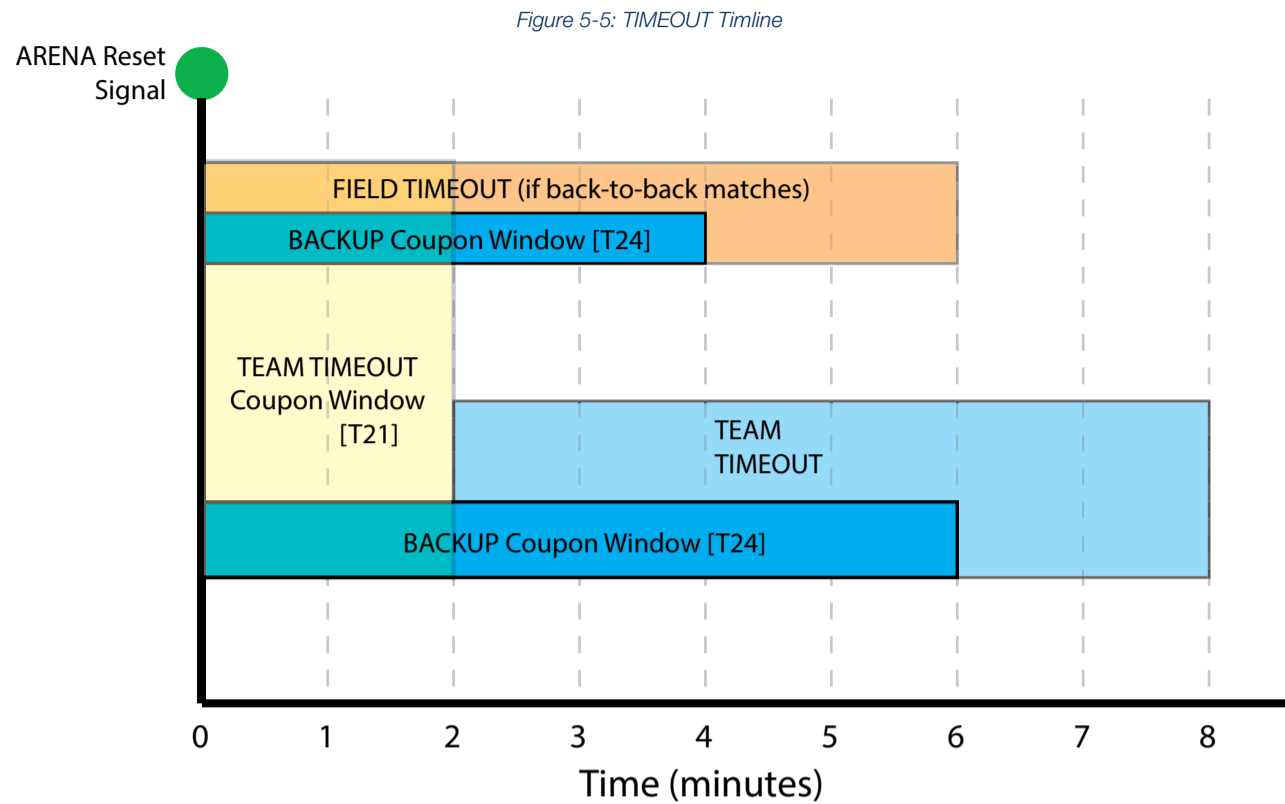 Figure 5-5: TIMEOUT Timline
ARENA Reset
Signal
FIELD TIMEOUT (if back-to-back matches)
BACKUP Coupon Window [T24]
TEAM TIMEOUT
Coupon Window
[T21]
TEAM
TIMEOUT
BACKUP Coupon Window [T24]
0 1 2 3 4 5 6 7 8
Time (minutes)